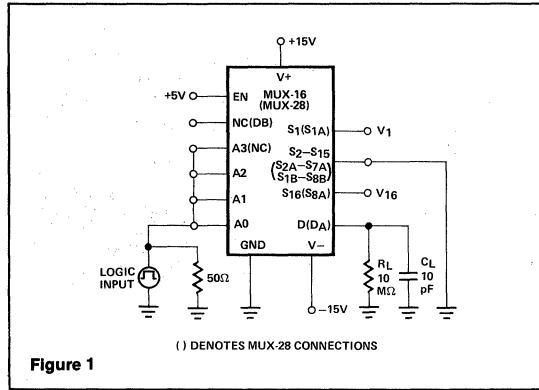 +15V
V+
+5V
EN
MUX-16
(MUX-28)
NC(DB)
S1(S1A)
V1
A3(NC)
S2–S15
(S2A–S7A
S1B–S8B)
A2
A1
S16(S8A)
V16
A0
D(DA)
GND
V–
LOGIC
INPUT
50Ω
RL
10
MΩ
CL
10
pF
–15V
( ) DENOTES MUX-28 CONNECTIONS
Figure 1